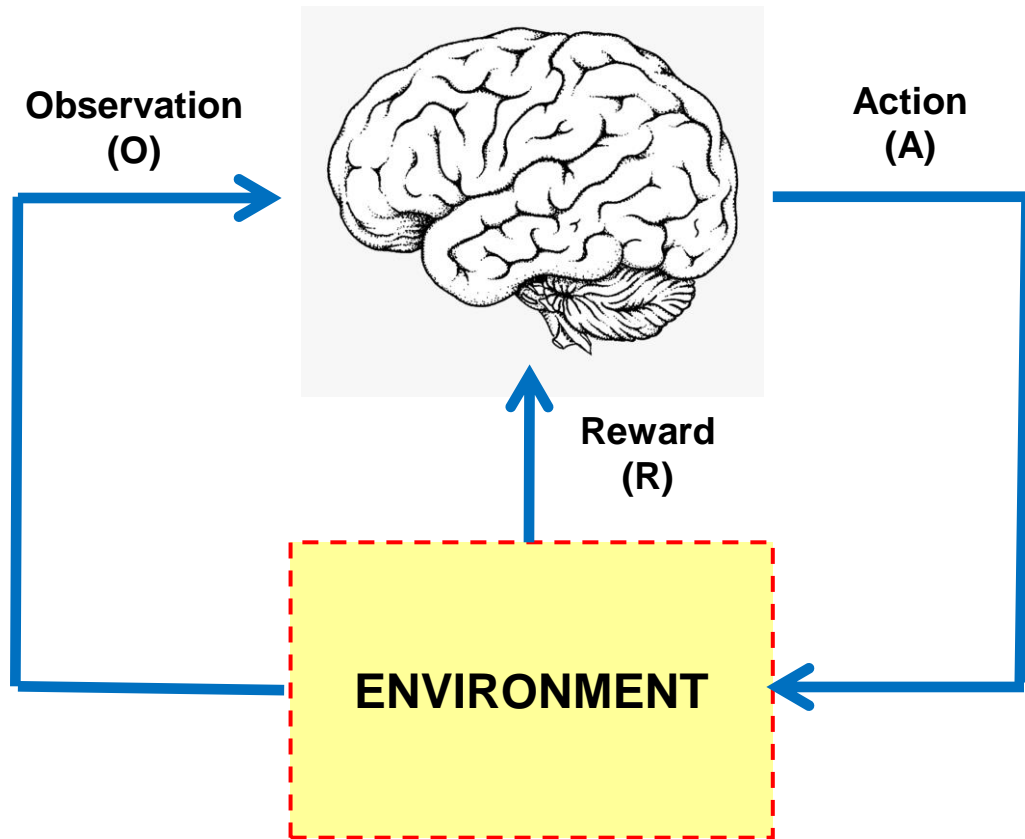 Observation
(O)
Action
(A)
Reward
(R)
ENVIRONMENT